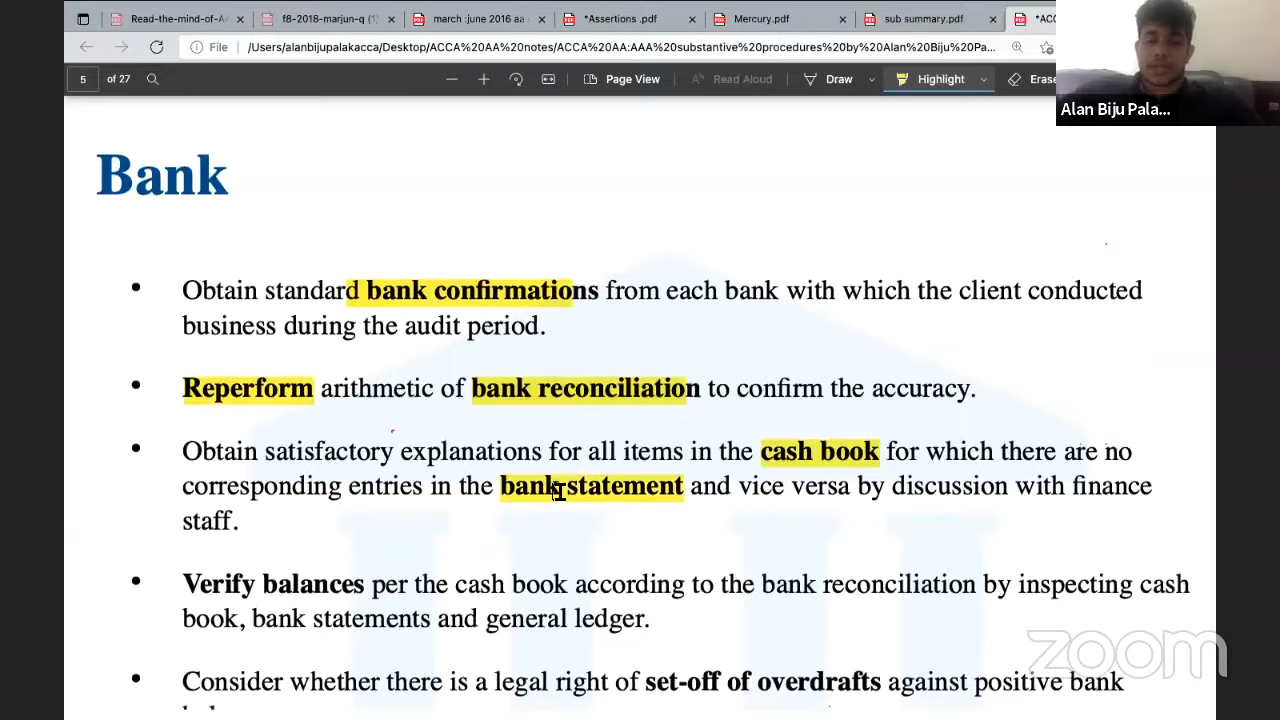 Read-the-mind-of-A
f8-2018-marjun-q (1)
march :june 2016 aa
*Assertions .pdf
Mercury.pdf
sub summary.pdf
*ACC
File
/Users/alanbijupalakacca/Desktop/ACCA%20AA%20notes/ACCA%20AA:AAA%20substantive%20procedures%20by%20Alan%20Biju%20Pa...
5 of 27
Page View
Read Aloud
Draw
Highlight
Erase
Alan Biju Pala...
Bank
• Obtain standard bank confirmations from each bank with which the client conducted
business during the audit period.
• Reperform arithmetic of bank reconciliation to confirm the accuracy.
• Obtain satisfactory explanations for all items in the cash book for which there are no
corresponding entries in the bank statement and vice versa by discussion with finance
staff.
• Verify balances per the cash book according to the bank reconciliation by inspecting cash
book, bank statements and general ledger.
• Consider whether there is a legal right of set-off of overdrafts against positive bank
zoom